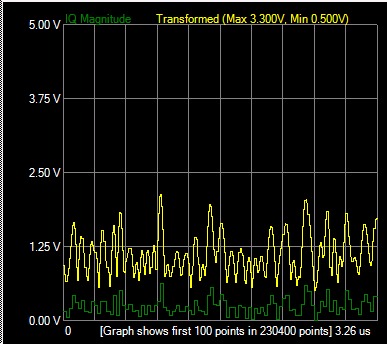 5.00 V
IQ Magnitude
Transformed (Max 3.300V, Min 0.500V)
3.75 V
2.50 V
1.25 V
0.00 V
0
[Graph shows first 100 points in 230400 points] 3.26 us